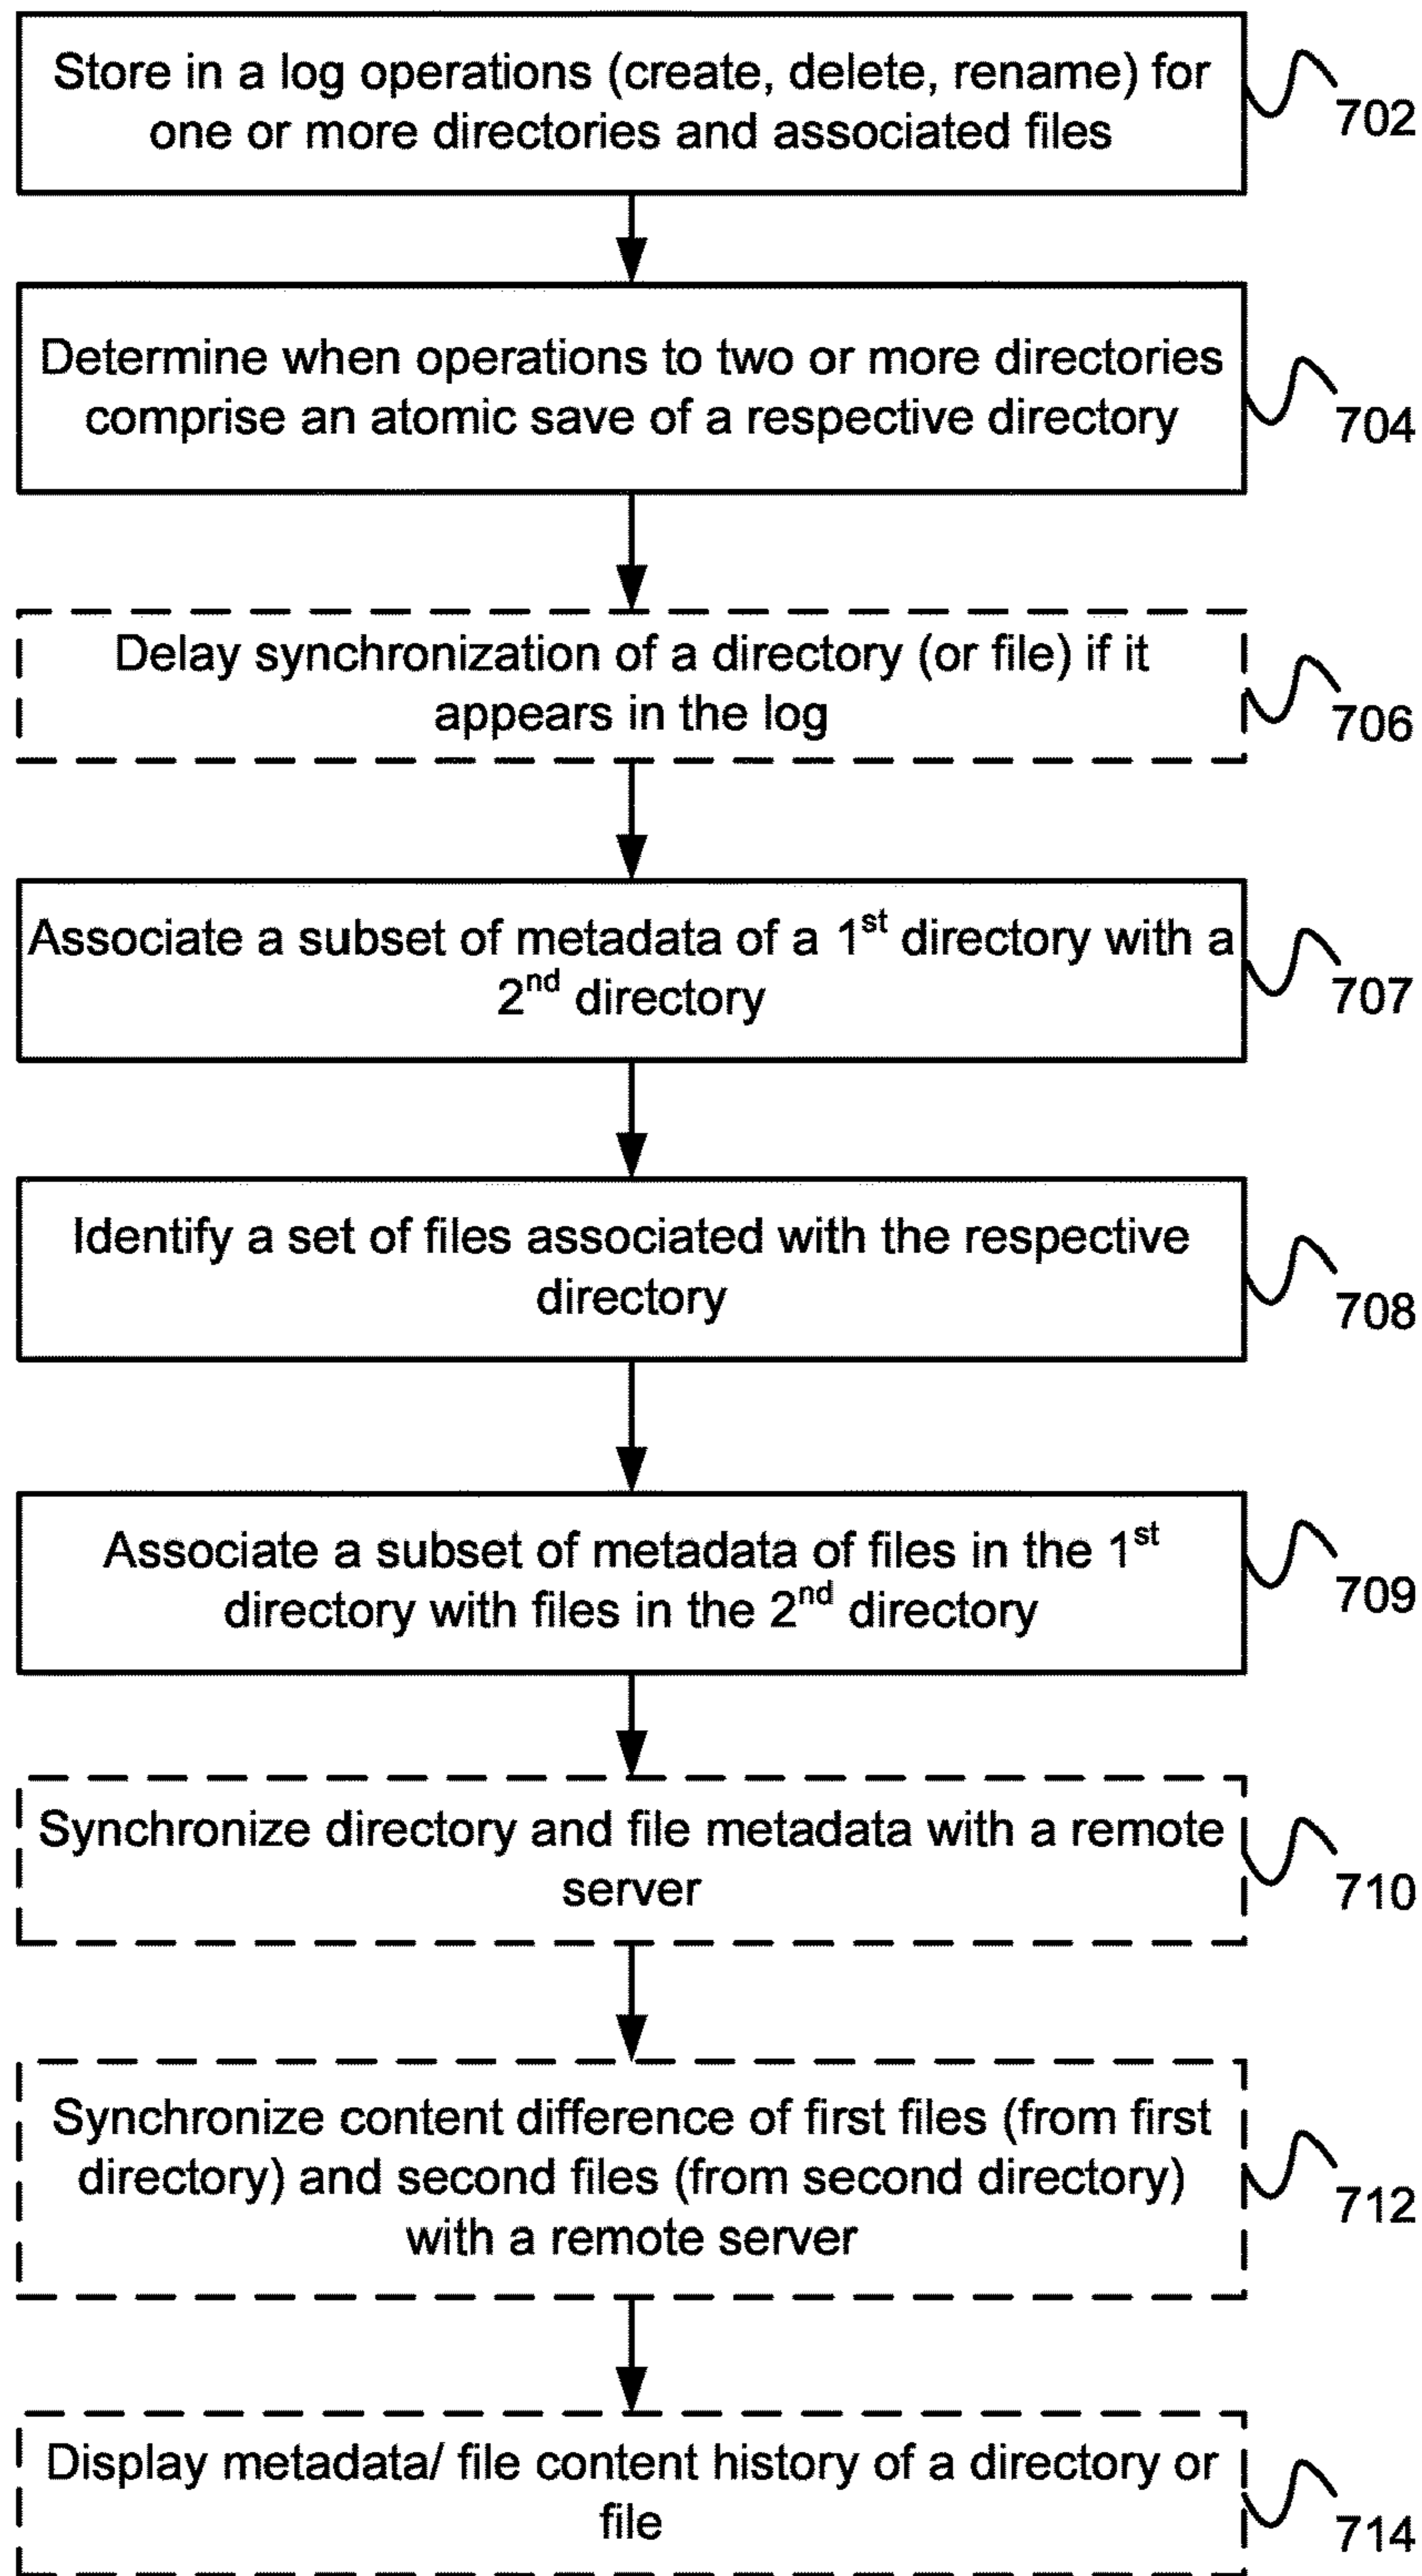 Store in a log operations (create, delete, rename) for
one or more directories and associated files
702
Determine when operations to two or more directories
comprise an atomic save of a respective directory
704
Delay synchronization of a directory (or file) if it
appears in the log
706
Associate a subset of metadata of a 1st directory with a
2nd directory
707
Identify a set of files associated with the respective
directory
708
Associate a subset of metadata of files in the 1st
directory with files in the 2nd directory
709
Synchronize directory and file metadata with a remote
server
710
Synchronize content difference of first files (from first
directory) and second files (from second directory)
with a remote server
712
Display metadata/ file content history of a directory or
file
714